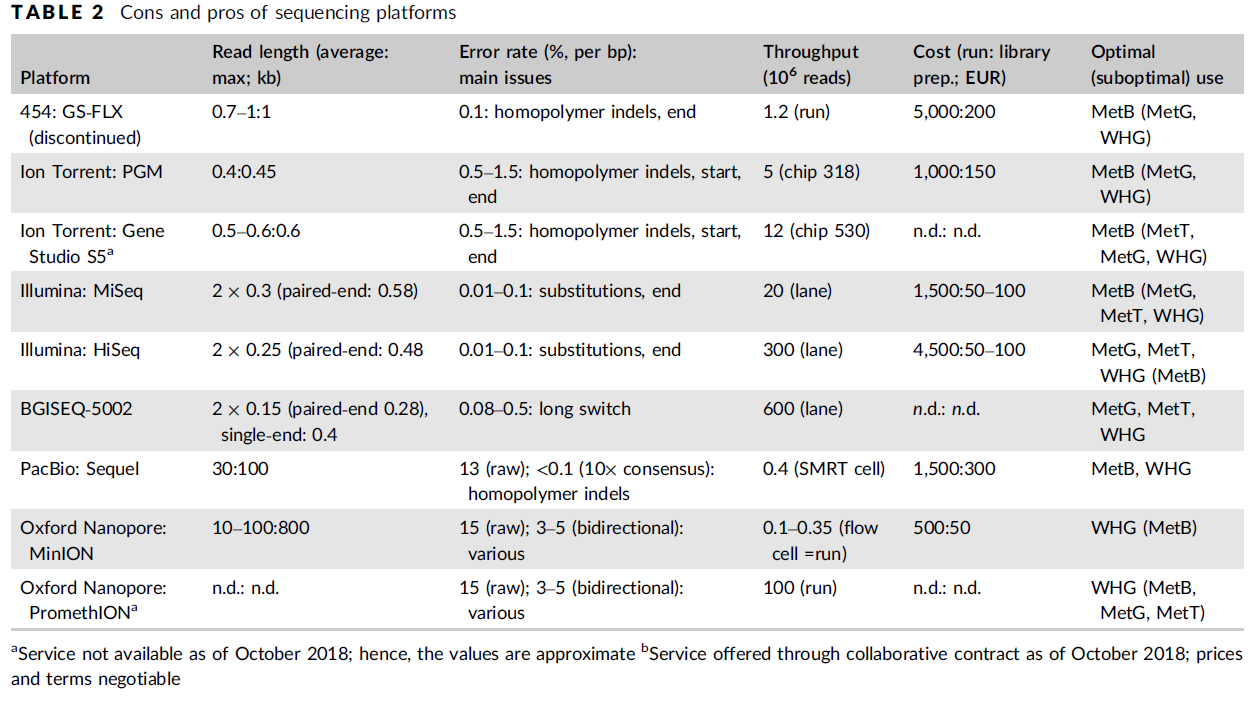 TABLE 2 Cons and pros of sequencing platforms
Platform Read length (average: max; kb) Error rate (%, per bp): main issues Throughput (10⁶ reads) Cost (run: library prep.; EUR) Optimal (suboptimal) use
454: GS-FLX (discontinued) 0.7–1:1 0.1: homopolymer indels, end 1.2 (run) 5,000:200 MetB (MetG, WHG)
Ion Torrent: PGM 0.4:0.45 0.5–1.5: homopolymer indels, start, end 5 (chip 318) 1,000:150 MetB (MetG, WHG)
Ion Torrent: Gene Studio S5ᵃ 0.5–0.6:0.6 0.5–1.5: homopolymer indels, start, end 12 (chip 530) n.d.: n.d. MetB (MetT, MetG, WHG)
Illumina: MiSeq 2 × 0.3 (paired-end: 0.58) 0.01–0.1: substitutions, end 20 (lane) 1,500:50–100 MetB (MetG, MetT, WHG)
Illumina: HiSeq 2 × 0.25 (paired-end: 0.48 0.01–0.1: substitutions, end 300 (lane) 4,500:50–100 MetG, MetT, WHG (MetB)
BGISEQ-5002 2 × 0.15 (paired-end 0.28), single-end: 0.4 0.08–0.5: long switch 600 (lane) n.d.: n.d. MetG, MetT, WHG
PacBio: Sequel 30:100 13 (raw); <0.1 (10× consensus): homopolymer indels 0.4 (SMRT cell) 1,500:300 MetB, WHG
Oxford Nanopore: MinION 10–100:800 15 (raw); 3–5 (bidirectional): various 0.1–0.35 (flow cell =run) 500:50 WHG (MetB)
Oxford Nanopore: PromethIONᵃ n.d.: n.d. 15 (raw); 3–5 (bidirectional): various 100 (run) n.d.: n.d. WHG (MetB, MetG, MetT)
ᵃService not available as of October 2018; hence, the values are approximate ᵇService offered through collaborative contract as of October 2018; prices
and terms negotiable